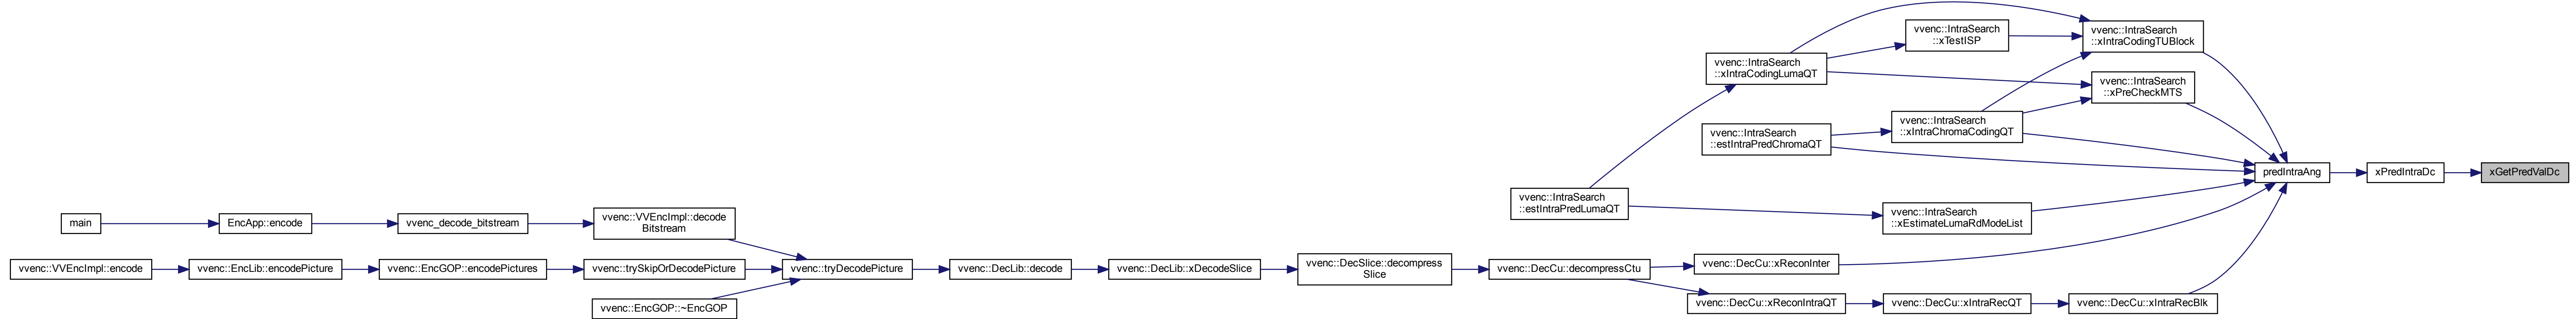 main
EncApp::encode
vvenc_decode_bitstream
vvenc::VVEncImpl::decode
Bitstream
vvenc::VVEncImpl::encode
vvenc::EncLib::encodePicture
vvenc::EncGOP::encodePictures
vvenc::trySkipOrDecodePicture
vvenc::EncGOP::~EncGOP
vvenc::tryDecodePicture
vvenc::DecLib::decode
vvenc::DecLib::xDecodeSlice
vvenc::DecSlice::decompress
Slice
vvenc::DecCu::decompressCtu
vvenc::IntraSearch
::estIntraPredLumaQT
vvenc::IntraSearch
::xIntraCodingLumaQT
vvenc::IntraSearch
::estIntraPredChromaQT
vvenc::DecCu::xReconInter
vvenc::DecCu::xReconIntraQT
vvenc::IntraSearch
::xTestISP
vvenc::IntraSearch
::xIntraChromaCodingQT
vvenc::IntraSearch
::xEstimateLumaRdModeList
vvenc::DecCu::xIntraRecQT
vvenc::IntraSearch
::xIntraCodingTUBlock
vvenc::IntraSearch
::xPreCheckMTS
vvenc::DecCu::xIntraRecBlk
predIntraAng
xPredIntraDc
xGetPredValDc